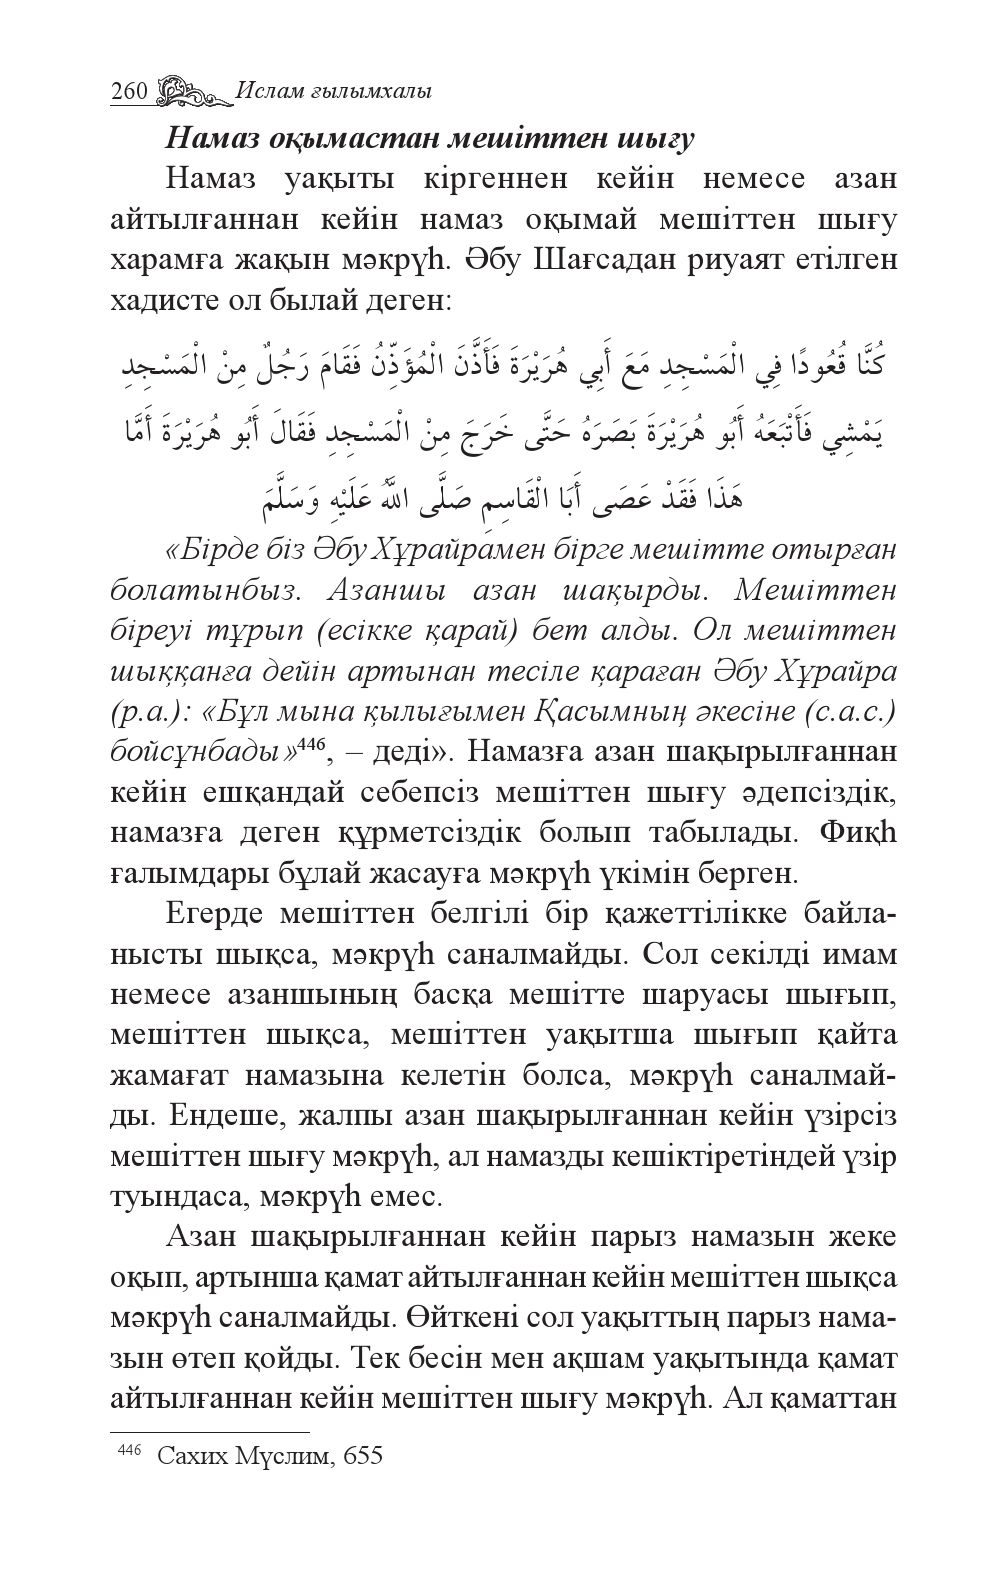 260 Ислам ғылымхалы
Намаз оқымастан мешіттен шығу
Намаз уақыты кіргеннен кейін немесе азан
айтылғаннан кейін намаз оқымай мешіттен шығу
харамға жақын мәкрүһ. Әбу Шағсадан риуаят етілген
хадисте ол былай деген:
كُنَّا قُعُودًا فِي الْمَسْجِدِ مَعَ أَبِي هُرَيْرَةَ فَأَذَّنَ الْمُؤَذِّنُ فَقَامَ رَجُلٌ مِنْ الْمَسْجِدِ
يَمْشِي فَأَتْبَعَهُ أَبُو هُرَيْرَةَ بَصَرَهُ حَتَّى خَرَجَ مِنْ الْمَسْجِدِ فَقَالَ أَبُو هُرَيْرَةَ أَمَّا
هَذَا فَقَدْ عَصَى أَبَا الْقَاسِمِ صَلَّى اللَّهُ عَلَيْهِ وَسَلَّمَ
«Бірде біз Әбу Хұрайрамен бірге мешітте отырған
болатынбыз. Азаншы азан шақырды. Мешіттен
біреуі тұрып (есікке қарай) бет алды. Ол мешіттен
шыққанға дейін артынан тесіле қараған Әбу Хұрайра
(р.а.): «Бұл мына қылығымен Қасымның әкесіне (с.а.с.)
бойсұнбады»⁴⁴⁶, – деді». Намазға азан шақырылғаннан
кейін ешқандай себепсіз мешіттен шығу әдепсіздік,
намазға деген құрметсіздік болып табылады. Фиқһ
ғалымдары бұлай жасауға мәкрүһ үкімін берген.
Егерде мешіттен белгілі бір қажеттілікке байла-
нысты шықса, мәкрүһ саналмайды. Сол секілді имам
немесе азаншының басқа мешітте шаруасы шығып,
мешіттен шықса, мешіттен уақытша шығып қайта
жамағат намазына келетін болса, мәкрүһ саналмай-
ды. Ендеше, жалпы азан шақырылғаннан кейін үзірсіз
мешіттен шығу мәкрүһ, ал намазды кешіктіретіндей үзір
туындаса, мәкрүһ емес.
Азан шақырылғаннан кейін парыз намазын жеке
оқып, артынша қамат айтылғаннан кейін мешіттен шықса
мәкрүһ саналмайды. Өйткені сол уақыттың парыз нама-
зын өтеп қойды. Тек бесін мен ақшам уақытында қамат
айтылғаннан кейін мешіттен шығу мәкрүһ. Ал қаматтан
⁴⁴⁶ Сахих Мүслим, 655